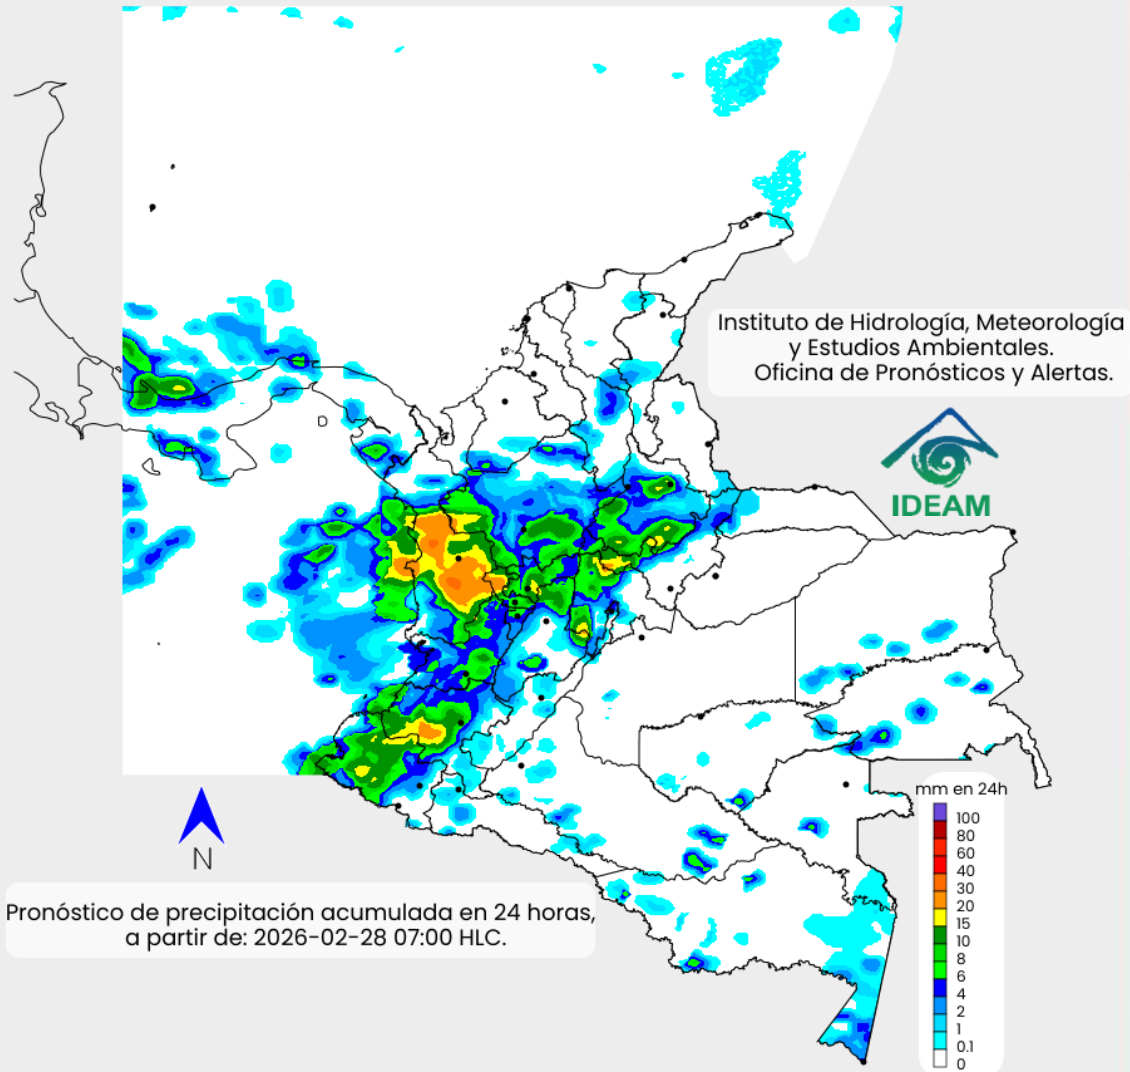 Instituto de Hidrología, Meteorología
y Estudios Ambientales.
Oficina de Pronósticos y Alertas.
IDEAM
mm en 24h
100
80
60
40
30
20
15
10
8
6
4
2
1
0.1
0
N
Pronóstico de precipitación acumulada en 24 horas,
a partir de: 2026-02-28 07:00 HLC.